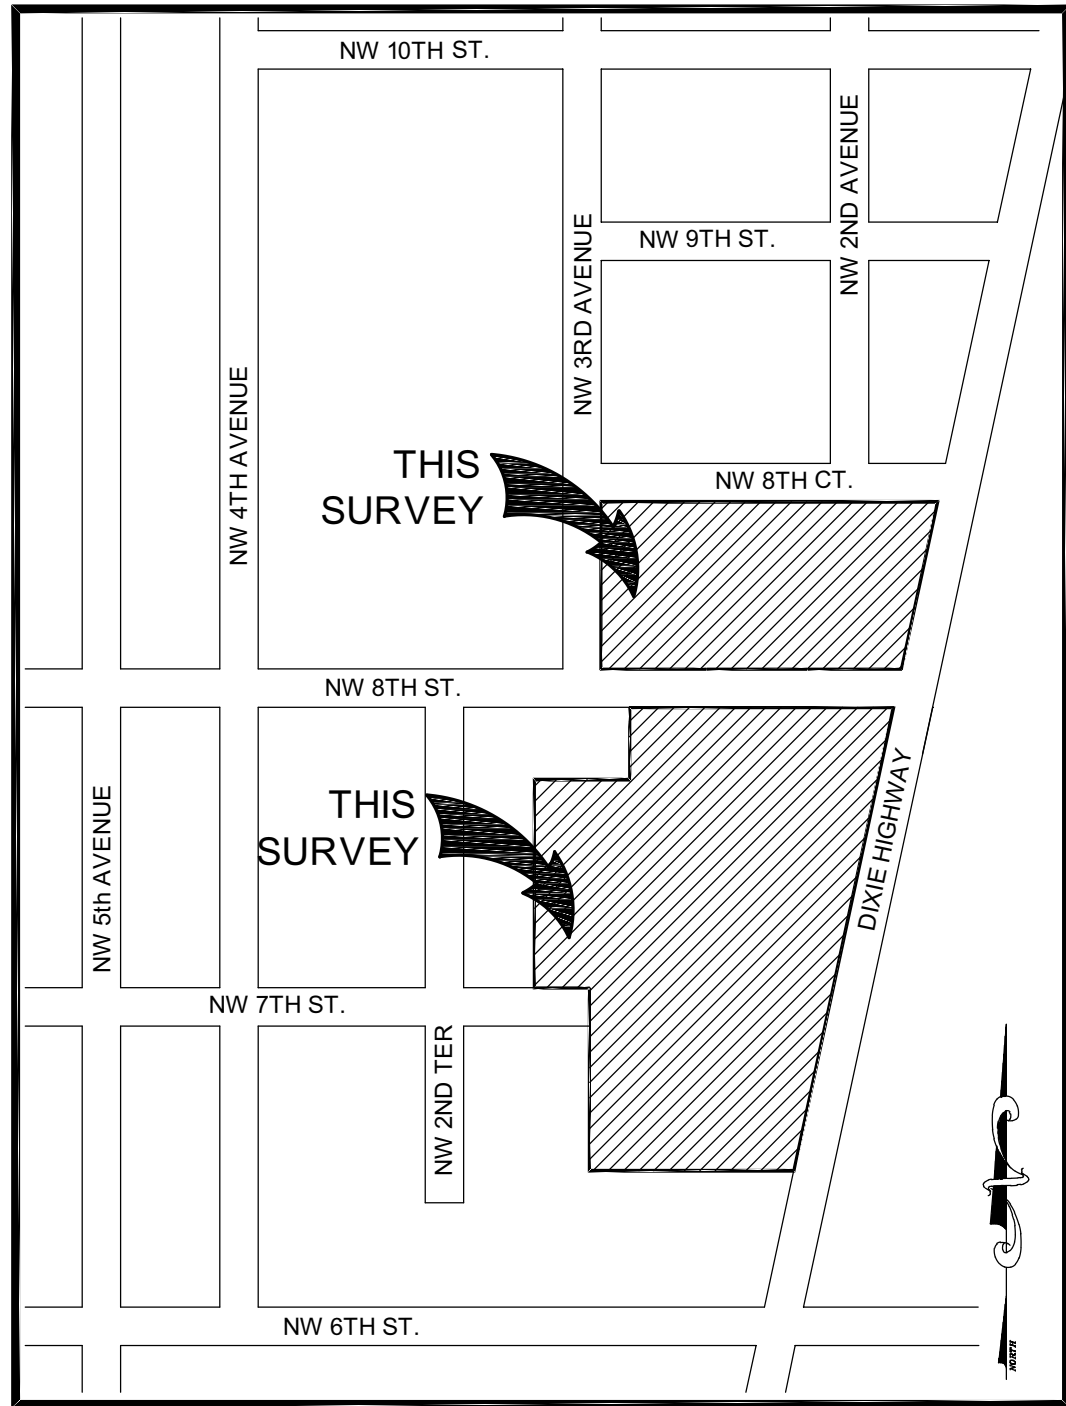 NW 10TH ST.
NW 2ND AVENUE
NW 3RD AVENUE
NW 9TH ST.
NW 4TH AVENUE
THIS
SURVEY
NW 8TH CT.
NW 8TH ST.
THIS
SURVEY
DIXIE HIGHWAY
NW 5th AVENUE
NW 7TH ST.
NW 2ND TER
NW 6TH ST.
NORTH